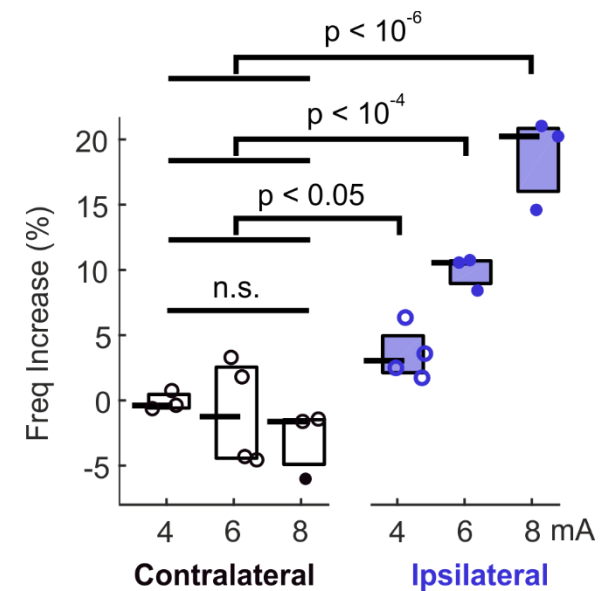 p < 10^-6
p < 10^-4
p < 0.05
n.s.
Freq Increase (%)
20
15
10
5
0
-5
4 6 8 4 6 8 mA
Contralateral Ipsilateral